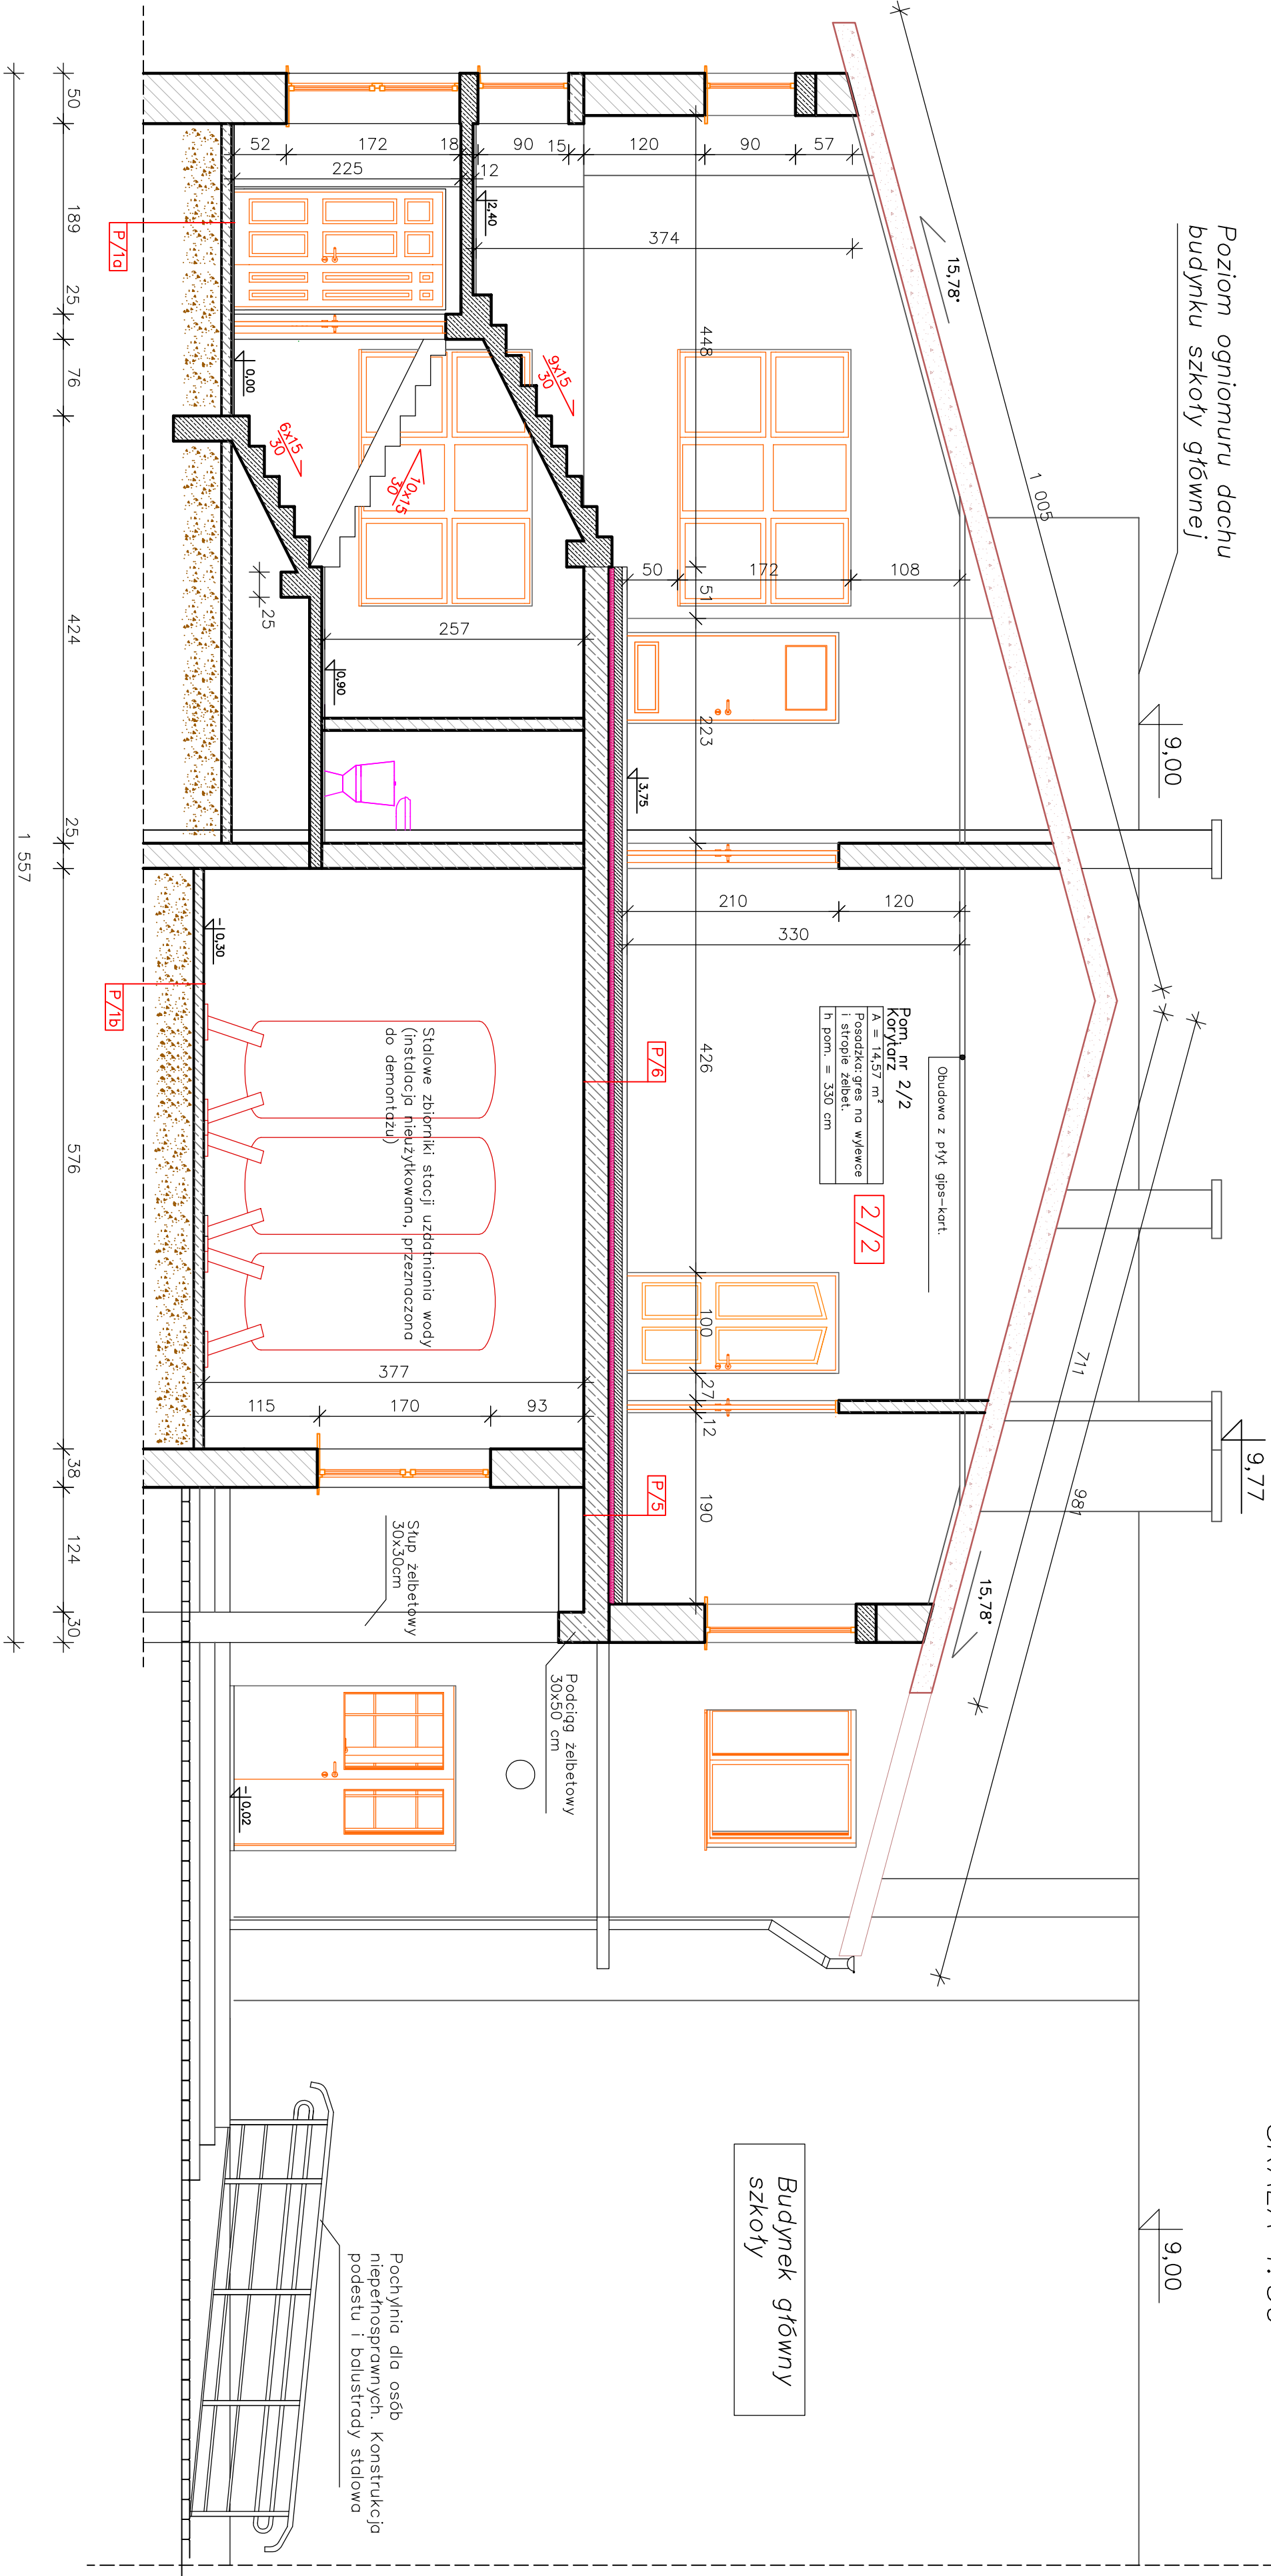 Poziom ogniomuru dachu
budynku szkoły głównej
9,00
9,77
9,00
15,78°
15,78°
1 005
711
981
Obudowa z płyt gips-kart.
Pom. nr 2/2
Korytarz
A = 14,57 m²
Posadzka:gres na wylewce
i stropie żelbet.
h pom. = 330 cm
2/2
Budynek główny
szkoły
57
90
120
15
90
18
172
52
12
225
374
2,40
448
51
223
426
100
27
12
190
108
172
50
120
210
330
3,75
P/6
P/5
9x15
30
10x15
30
6x15
30
0,00
257
0,90
25
377
93
170
115
-0,30
Stalowe zbiorniki stacji uzdatniania wody
(instalacja nieużytkowana, przeznaczona
do demontażu)
Słup żelbetowy
30x30cm
Podciąg żelbetowy
30x50 cm
-0,02
Pochylnia dla osób
niepełnosprawnych. Konstrukcja
podestu i balustrady stalowa
P/1a
P/1b
50
189
25
76
424
25
576
38
124
30
1 557